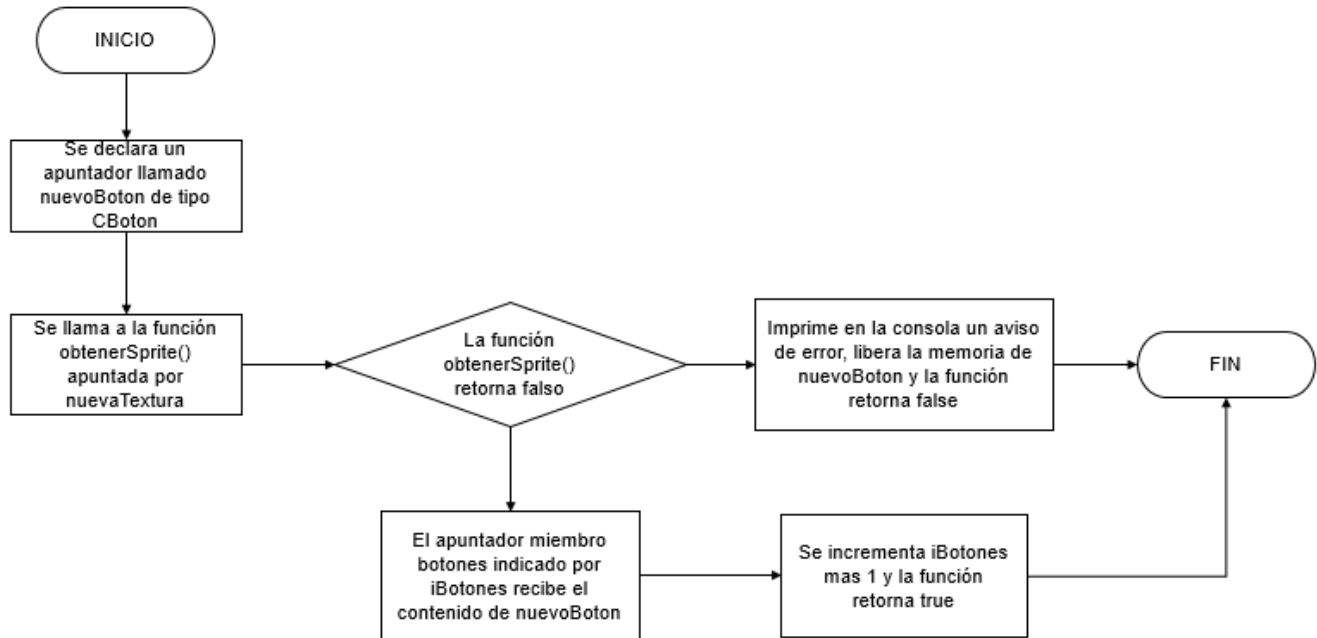 INICIO
Se declara un
apuntador llamado
nuevoBoton de tipo
CBoton
Se llama a la función
obtenerSprite()
apuntada por
nuevaTextura
La función
obtenerSprite()
retorna falso
Imprime en la consola un aviso
de error, libera la memoria de
nuevoBoton y la función
retorna false
FIN
El apuntador miembro
botones indicado por
iBotones recibe el
contenido de nuevoBoton
Se incrementa iBotones
mas 1 y la función
retorna true